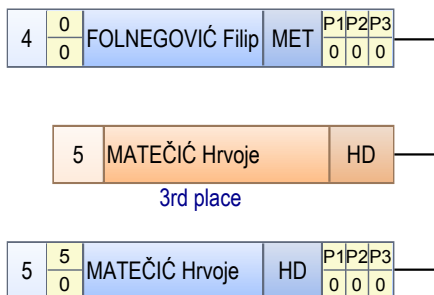 4 0 FOLNEGOVIĆ Filip MET P1 P2 P3
0 0 0 0
5 MATEČIĆ Hrvoje HD
3rd place
5 5 MATEČIĆ Hrvoje HD P1 P2 P3
0 0 0 0